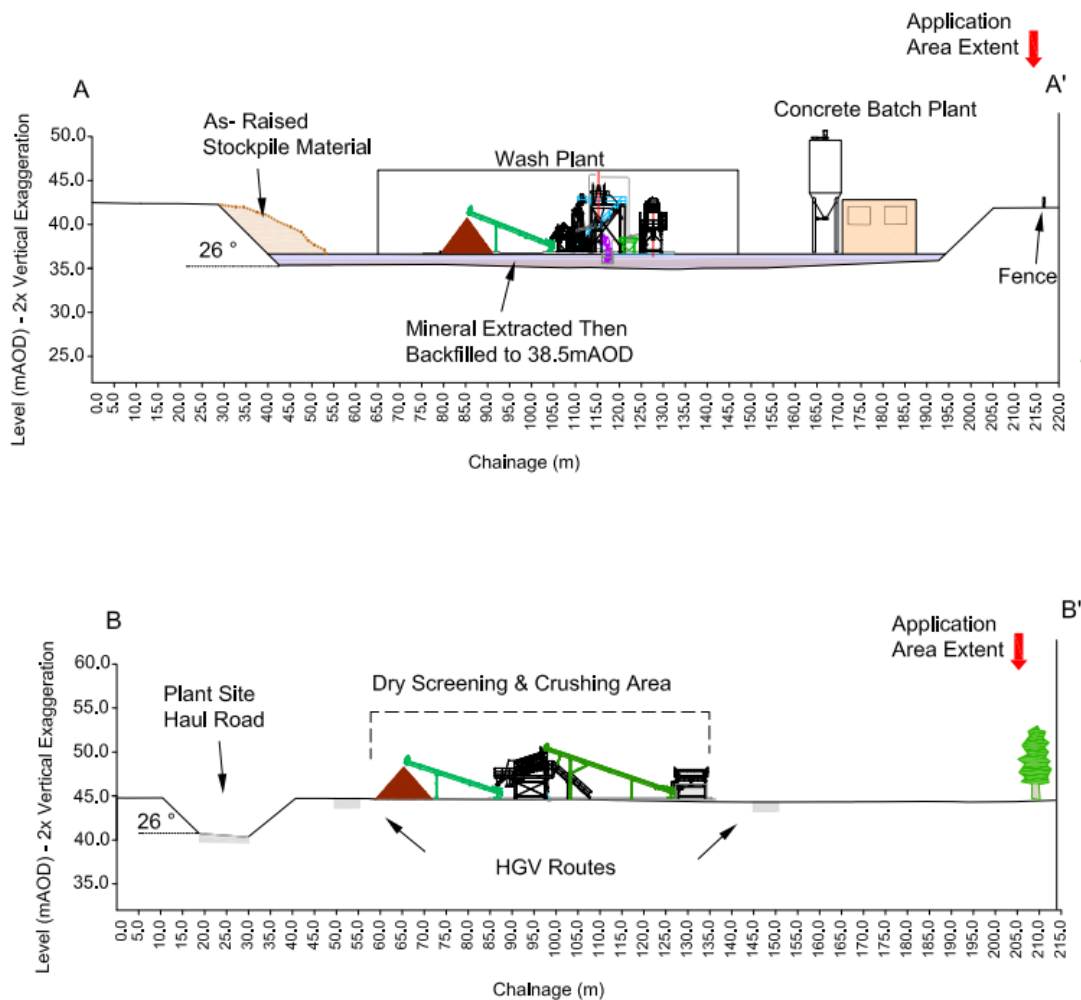 Application
Area Extent
A
A'
Concrete Batch Plant
As- Raised
Stockpile Material
Wash Plant
Level (mAOD) - 2x Vertical Exaggeration
50.0
45.0
40.0
35.0
30.0
25.0
26 °
Fence
Mineral Extracted Then
Backfilled to 38.5mAOD
0.0 5.0 10.0 15.0 20.0 25.0 30.0 35.0 40.0 45.0 50.0 55.0 60.0 65.0 70.0 75.0 80.0 85.0 90.0 95.0 100.0 105.0 110.0 115.0 120.0 125.0 130.0 135.0 140.0 145.0 150.0 155.0 160.0 165.0 170.0 175.0 180.0 185.0 190.0 195.0 200.0 205.0 210.0 215.0 220.0
Chainage (m)
B
B'
Application
Area Extent
Dry Screening & Crushing Area
Plant Site
Haul Road
Level (mAOD) - 2x Vertical Exaggeration
60.0
55.0
50.0
45.0
40.0
35.0
26 °
HGV Routes
0.0 5.0 10.0 15.0 20.0 25.0 30.0 35.0 40.0 45.0 50.0 55.0 60.0 65.0 70.0 75.0 80.0 85.0 90.0 95.0 100.0 105.0 110.0 115.0 120.0 125.0 130.0 135.0 140.0 145.0 150.0 155.0 160.0 165.0 170.0 175.0 180.0 185.0 190.0 195.0 200.0 205.0 210.0 215.0
Chainage (m)